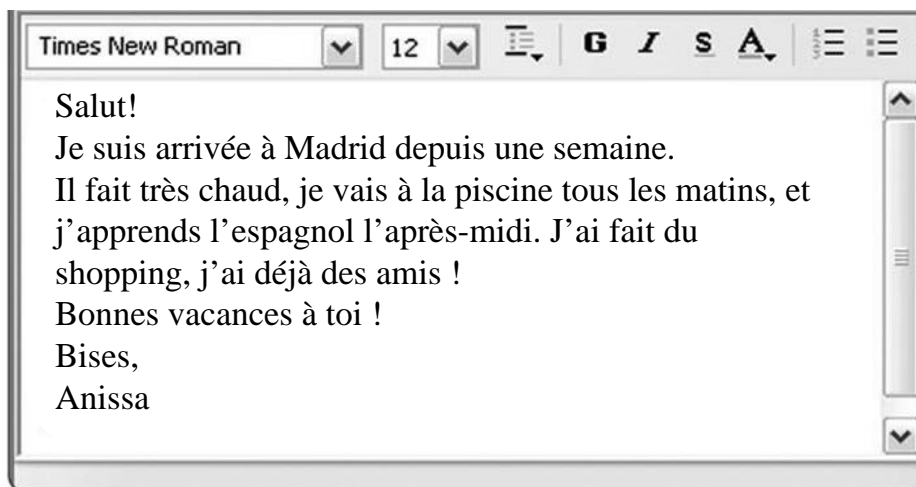 Times New Roman 12 G I S A
Salut!
Je suis arrivée à Madrid depuis une semaine.
Il fait très chaud, je vais à la piscine tous les matins, et
j’apprends l’espagnol l’après-midi. J’ai fait du
shopping, j’ai déjà des amis !
Bonnes vacances à toi !
Bises,
Anissa